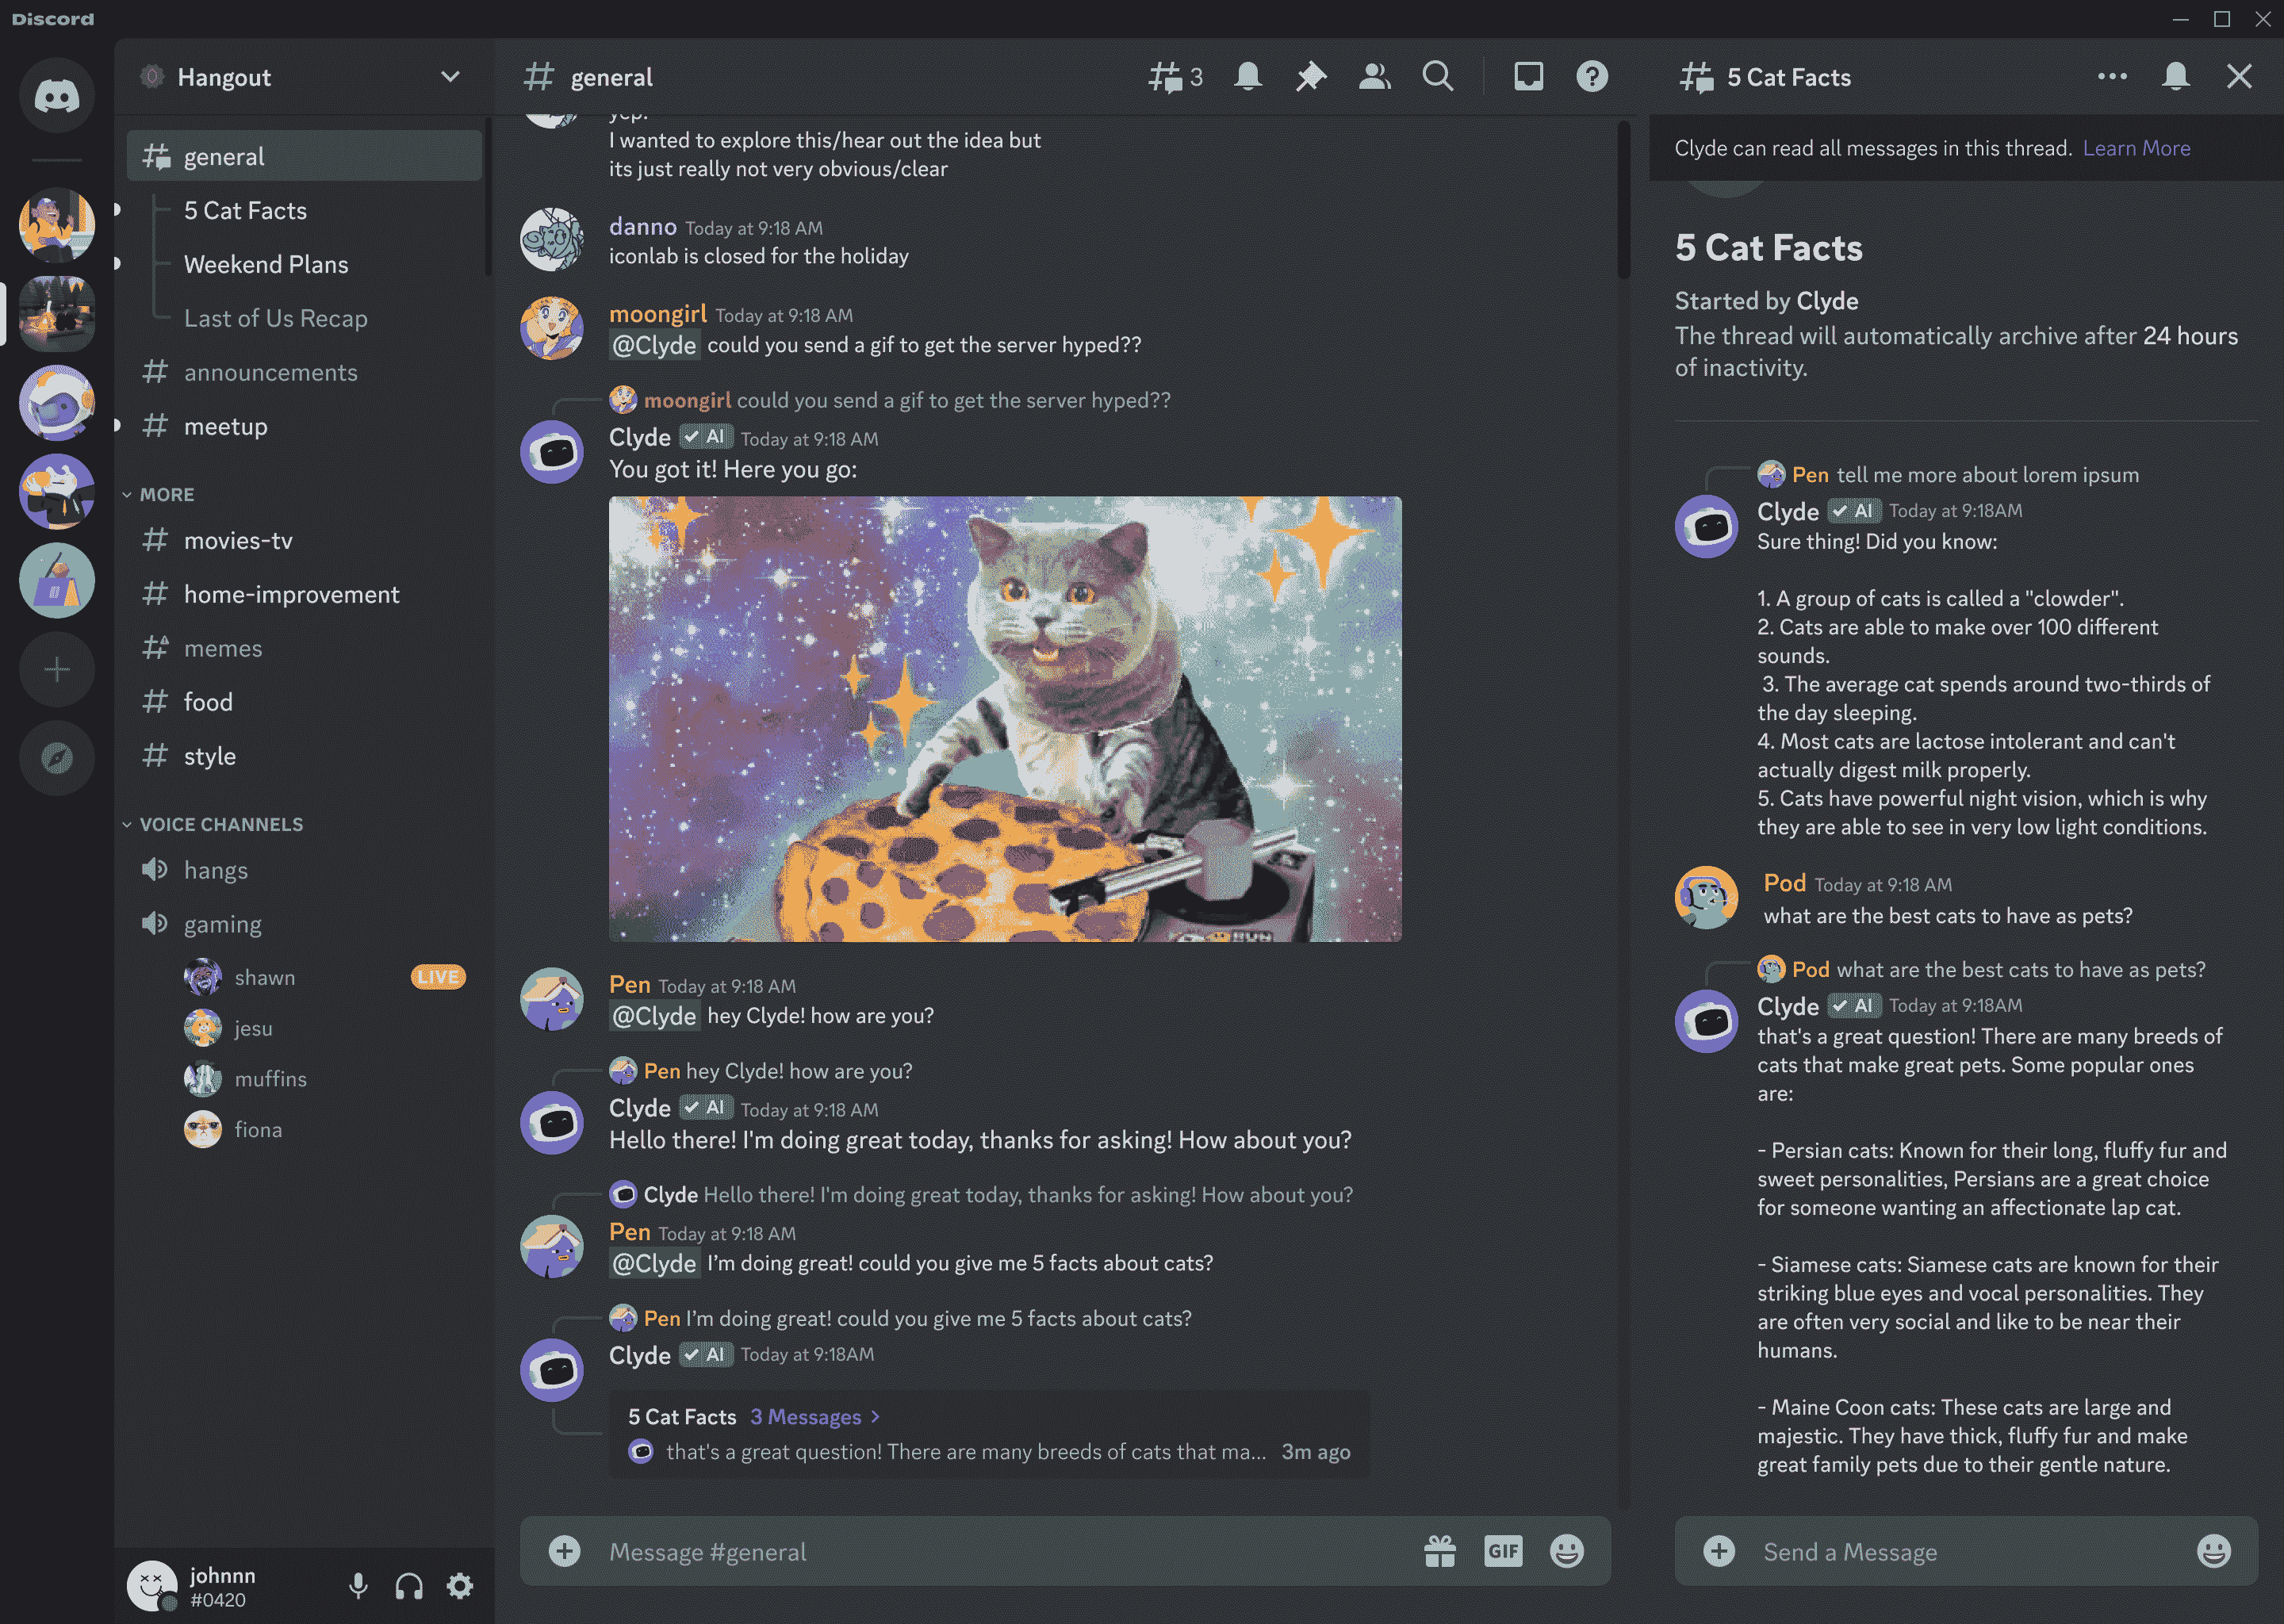 Discord
Hangout
general
5 Cat Facts
Weekend Plans
Last of Us Recap
announcements
meetup
MORE
movies-tv
home-improvement
memes
food
style
VOICE CHANNELS
hangs
gaming
shawn
LIVE
jesu
muffins
fiona
johnnn
#0420
general
3
yep.
I wanted to explore this/hear out the idea but
its just really not very obvious/clear
danno Today at 9:18 AM
iconlab is closed for the holiday
moongirl Today at 9:18 AM
@Clyde could you send a gif to get the server hyped??
moongirl could you send a gif to get the server hyped??
Clyde AI Today at 9:18 AM
You got it! Here you go:
Pen Today at 9:18 AM
@Clyde hey Clyde! how are you?
Pen hey Clyde! how are you?
Clyde AI Today at 9:18 AM
Hello there! I'm doing great today, thanks for asking! How about you?
Clyde Hello there! I'm doing great today, thanks for asking! How about you?
Pen Today at 9:18 AM
@Clyde I'm doing great! could you give me 5 facts about cats?
Pen I'm doing great! could you give me 5 facts about cats?
Clyde AI Today at 9:18AM
5 Cat Facts 3 Messages >
that's a great question! There are many breeds of cats that ma... 3m ago
Message #general
GIF
5 Cat Facts
Clyde can read all messages in this thread. Learn More
5 Cat Facts
Started by Clyde
The thread will automatically archive after 24 hours
of inactivity.
Pen tell me more about lorem ipsum
Clyde AI Today at 9:18AM
Sure thing! Did you know:
1. A group of cats is called a "clowder".
2. Cats are able to make over 100 different
sounds.
3. The average cat spends around two-thirds of
the day sleeping.
4. Most cats are lactose intolerant and can't
actually digest milk properly.
5. Cats have powerful night vision, which is why
they are able to see in very low light conditions.
Pod Today at 9:18 AM
what are the best cats to have as pets?
Pod what are the best cats to have as pets?
Clyde AI Today at 9:18AM
that's a great question! There are many breeds of
cats that make great pets. Some popular ones
are:
- Persian cats: Known for their long, fluffy fur and
sweet personalities, Persians are a great choice
for someone wanting an affectionate lap cat.
- Siamese cats: Siamese cats are known for their
striking blue eyes and vocal personalities. They
are often very social and like to be near their
humans.
- Maine Coon cats: These cats are large and
majestic. They have thick, fluffy fur and make
great family pets due to their gentle nature.
Send a Message